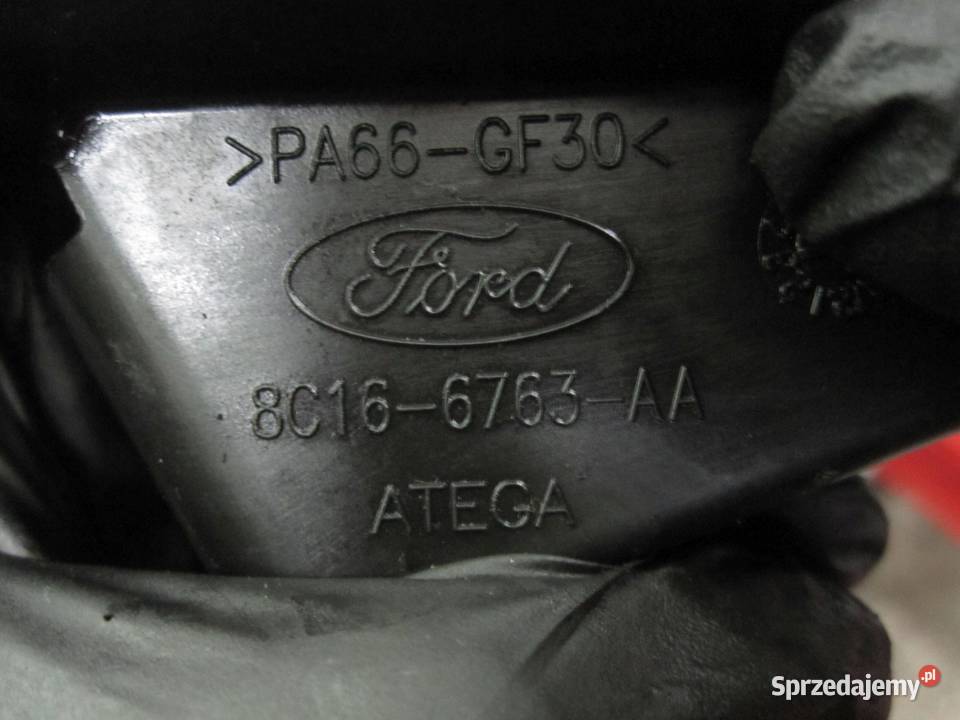 >PA66-GF30<
Ford
8C16-6763-AA
ATEGA
Sprzedajemy.pl